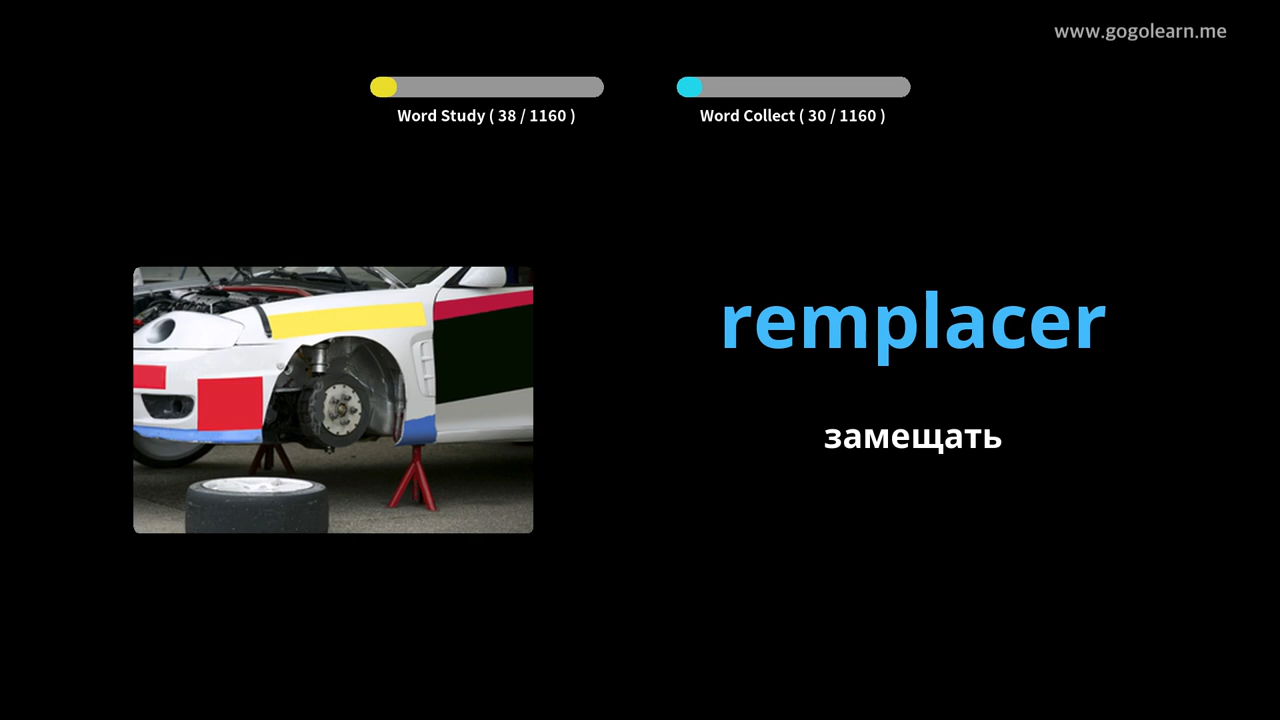 www.gogolearn.me
Word Study ( 38 / 1160 )
Word Collect ( 30 / 1160 )
remplacer
замещать